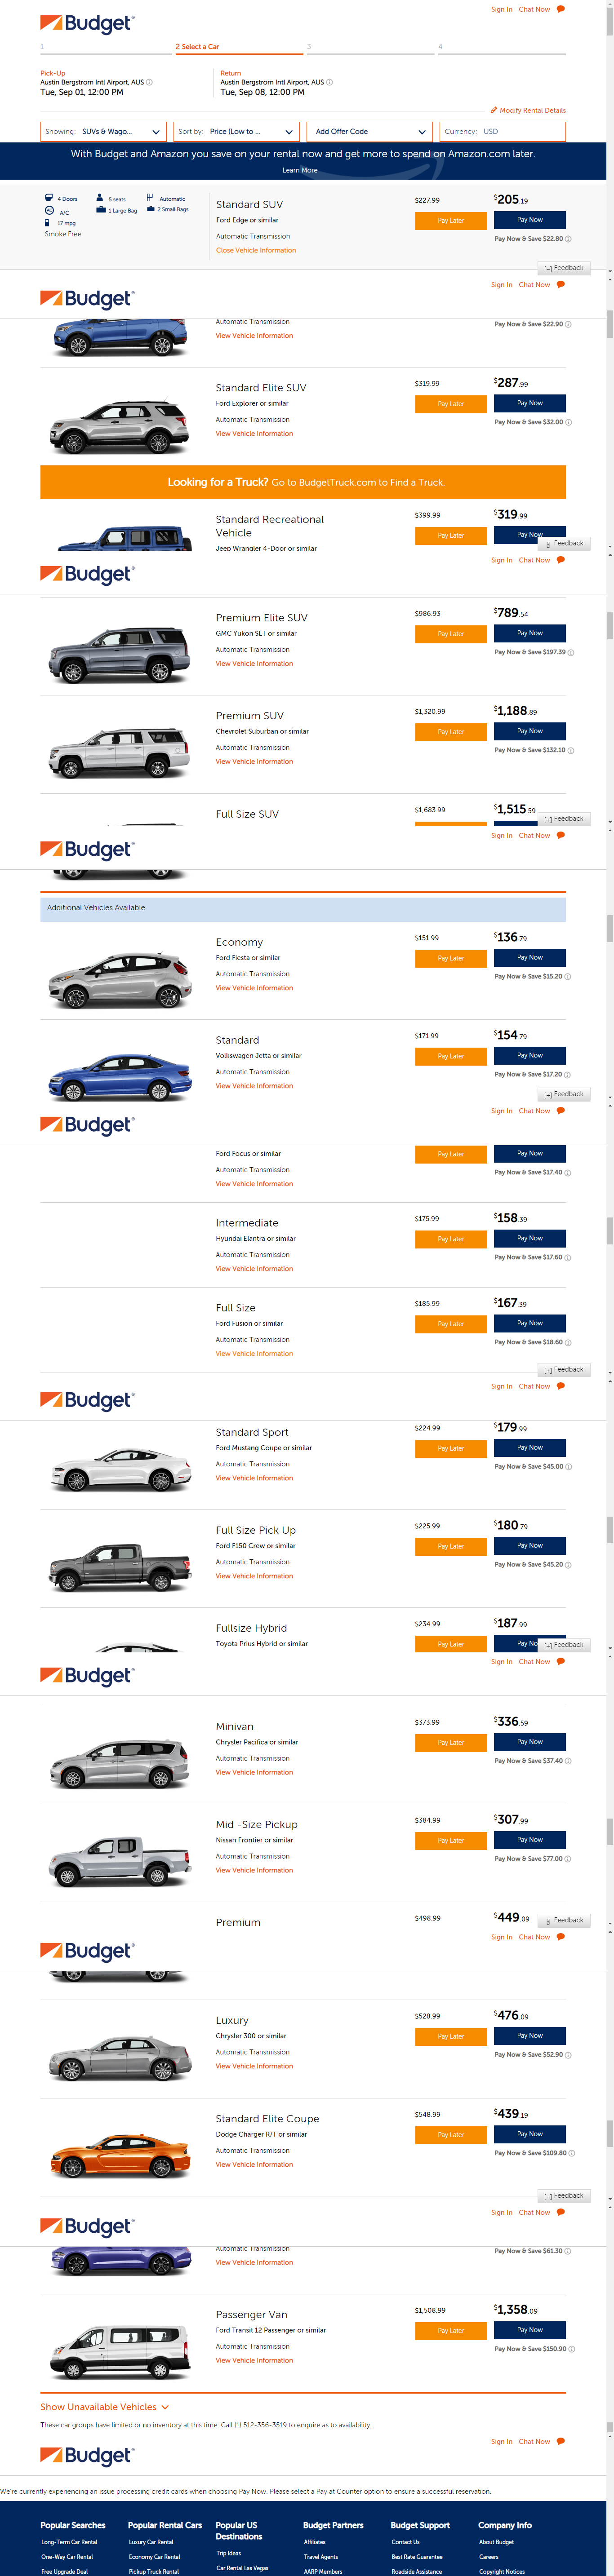 Sign In Chat Now
Budget
1
2 Select a Car
3
4
Pick-Up
Austin Bergstrom Intl Airport, AUS
Tue, Sep 01, 12:00 PM
Return
Austin Bergstrom Intl Airport, AUS
Tue, Sep 08, 12:00 PM
Modify Rental Details
Showing: SUVs & Wago...
Sort by: Price (Low to ...
Add Offer Code
Currency: USD
With Budget and Amazon you save on your rental now and get more to spend on Amazon.com later.
Learn More
4 Doors
5 seats
Automatic
A/C
1 Large Bag
2 Small Bags
17 mpg
Smoke Free
Standard SUV
Ford Edge or similar
Automatic Transmission
Close Vehicle Information
$227.99
Pay Later
$205.19
Pay Now
Pay Now & Save $22.80
[−] Feedback
Sign In Chat Now
Budget
Automatic Transmission
View Vehicle Information
Pay Now & Save $22.90
Standard Elite SUV
Ford Explorer or similar
Automatic Transmission
View Vehicle Information
$319.99
Pay Later
$287.99
Pay Now
Pay Now & Save $32.00
Looking for a Truck? Go to BudgetTruck.com to Find a Truck.
Standard Recreational
Vehicle
Jeep Wrangler 4-Door or similar
$399.99
Pay Later
$319.99
Pay Now
Feedback
Sign In Chat Now
Budget
Premium Elite SUV
GMC Yukon SLT or similar
Automatic Transmission
View Vehicle Information
$986.93
Pay Later
$789.54
Pay Now
Pay Now & Save $197.39
Premium SUV
Chevrolet Suburban or similar
Automatic Transmission
View Vehicle Information
$1,320.99
Pay Later
$1,188.89
Pay Now
Pay Now & Save $132.10
Full Size SUV
$1,683.99
$1,515.59
[+] Feedback
Sign In Chat Now
Budget
Additional Vehicles Available
Economy
Ford Fiesta or similar
Automatic Transmission
View Vehicle Information
$151.99
Pay Later
$136.79
Pay Now
Pay Now & Save $15.20
Standard
Volkswagen Jetta or similar
Automatic Transmission
View Vehicle Information
$171.99
Pay Later
$154.79
Pay Now
Pay Now & Save $17.20
[+] Feedback
Sign In Chat Now
Budget
Ford Focus or similar
Automatic Transmission
View Vehicle Information
Pay Later
Pay Now
Pay Now & Save $17.40
Intermediate
Hyundai Elantra or similar
Automatic Transmission
View Vehicle Information
$175.99
Pay Later
$158.39
Pay Now
Pay Now & Save $17.60
Full Size
Ford Fusion or similar
Automatic Transmission
View Vehicle Information
$185.99
Pay Later
$167.39
Pay Now
Pay Now & Save $18.60
[+] Feedback
Sign In Chat Now
Budget
Standard Sport
Ford Mustang Coupe or similar
Automatic Transmission
View Vehicle Information
$224.99
Pay Later
$179.99
Pay Now
Pay Now & Save $45.00
Full Size Pick Up
Ford F150 Crew or similar
Automatic Transmission
View Vehicle Information
$225.99
Pay Later
$180.79
Pay Now
Pay Now & Save $45.20
Fullsize Hybrid
Toyota Prius Hybrid or similar
$234.99
Pay Later
$187.99
Pay No
[+] Feedback
Sign In Chat Now
Budget
Minivan
Chrysler Pacifica or similar
Automatic Transmission
View Vehicle Information
$373.99
Pay Later
$336.59
Pay Now
Pay Now & Save $37.40
Mid -Size Pickup
Nissan Frontier or similar
Automatic Transmission
View Vehicle Information
$384.99
Pay Later
$307.99
Pay Now
Pay Now & Save $77.00
Premium
$498.99
$449.09
Feedback
Sign In Chat Now
Budget
Luxury
Chrysler 300 or similar
Automatic Transmission
View Vehicle Information
$528.99
Pay Later
$476.09
Pay Now
Pay Now & Save $52.90
Standard Elite Coupe
Dodge Charger R/T or similar
Automatic Transmission
View Vehicle Information
$548.99
Pay Later
$439.19
Pay Now
Pay Now & Save $109.80
[−] Feedback
Sign In Chat Now
Budget
Automatic Transmission
View Vehicle Information
Pay Now & Save $61.30
Passenger Van
Ford Transit 12 Passenger or similar
Automatic Transmission
View Vehicle Information
$1,508.99
Pay Later
$1,358.09
Pay Now
Pay Now & Save $150.90
Show Unavailable Vehicles
These car groups have limited or no inventory at this time. Call (1) 512-356-3519 to enquire as to availability.
Sign In Chat Now
Budget
We're currently experiencing an issue processing credit cards when choosing Pay Now. Please select a Pay at Counter option to ensure a successful reservation.
Popular Searches
Long-Term Car Rental
One-Way Car Rental
Free Upgrade Deal
Popular Rental Cars
Luxury Car Rental
Economy Car Rental
Pickup Truck Rental
Popular US
Destinations
Trip Ideas
Car Rental Las Vegas
Budget Partners
Affiliates
Travel Agents
AARP Members
Budget Support
Contact Us
Best Rate Guarantee
Roadside Assistance
Company Info
About Budget
Careers
Copyright Notices